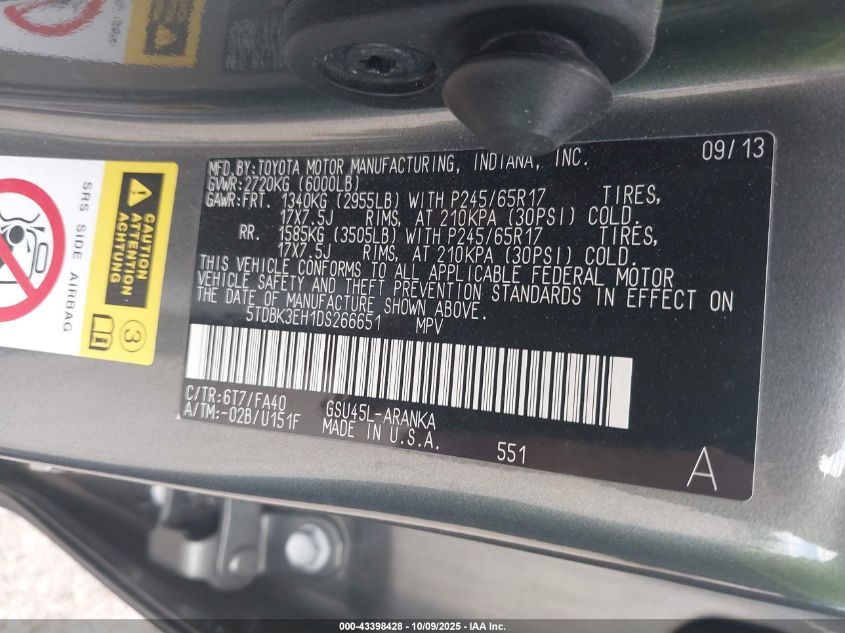 MFD.BY:TOYOTA MOTOR MANUFACTURING, INDIANA, INC. 09/13
GVWR:2720KG (6000LB)
GAWR:FRT. 1340KG (2955LB) WITH P245/65R17 TIRES,
17X7.5J RIMS, AT 210KPA (30PSI) COLD.
RR. 1585KG (3505LB) WITH P245/65R17 TIRES,
17X7.5J RIMS, AT 210KPA (30PSI) COLD.
THIS VEHICLE CONFORMS TO ALL APPLICABLE FEDERAL MOTOR
VEHICLE SAFETY AND THEFT PREVENTION STANDARDS IN EFFECT ON
THE DATE OF MANUFACTURE SHOWN ABOVE.
5TDBK3EH1DS266651 MPV
C/TR:6T7/FA40 GSU45L-ARANKA
A/TM:-02B/U151F MADE IN U.S.A.
551
A
SRS SIDE AIRBAG
CAUTION
ACHTUNG
ATTENTION
3
000-43398428 - 10/09/2025 - IAA Inc.